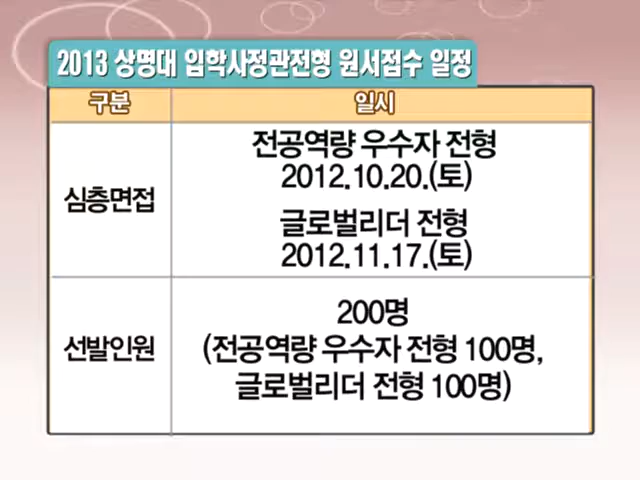 2013 상명대 입학사정관전형 원서점수 일정
구분 일시
심층면접
전공역량 우수자 전형
2012.10.20.(토)
글로벌리더 전형
2012.11.17.(토)
선발인원
200명
(전공역량 우수자 전형 100명,
글로벌리더 전형 100명)